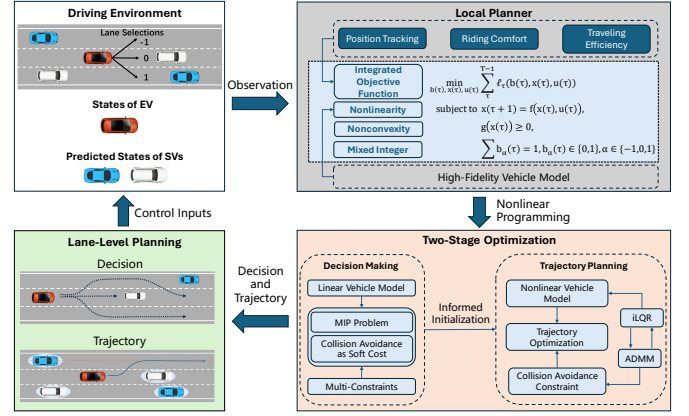 Driving Environment
Lane Selections
-1
0
1
States of EV
Predicted States of SVs
Observation
Local Planner
Position Tracking
Riding Comfort
Traveling
Efficiency
Integrated
Objective
Function
min
b(τ), x(τ), u(τ)
T−1
∑
τ
ℓτ(b(τ), x(τ), u(τ))
Nonlinearity
subject to x(τ + 1) = f(x(τ), u(τ)),
Nonconvexity
g(x(τ)) ≥ 0,
Mixed Integer
∑ bα(τ) = 1, bα(τ) ∈ {0,1}, α ∈ {−1,0,1}
High-Fidelity Vehicle Model
Control Inputs
Nonlinear
Programming
Lane-Level Planning
Decision
Trajectory
Decision
and
Trajectory
Two-Stage Optimization
Decision Making
Linear Vehicle Model
MIP Problem
Collision Avoidance
as Soft Cost
Multi-Constraints
Informed
Initialization
Trajectory Planning
Nonlinear Vehicle
Model
Trajectory
Optimization
Collision Avoidance
Constraint
iLQR
ADMM